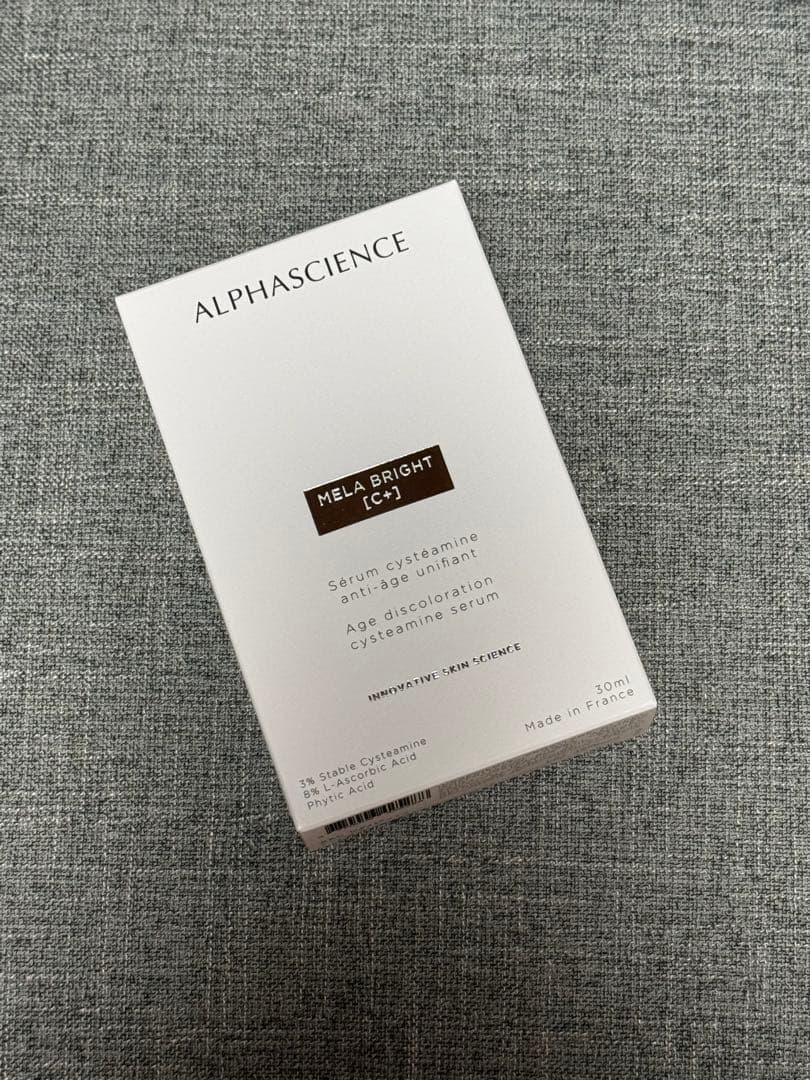 ALPHASCIENCE
MELA BRIGHT
[C+]
Sérum cystéamine
anti-âge unifiant
Age discoloration
cysteamine serum
INNOVATIVE SKIN SCIENCE
30ml
Made in France
3% Stable Cysteamine
8% L-Ascorbic Acid
Phytic Acid